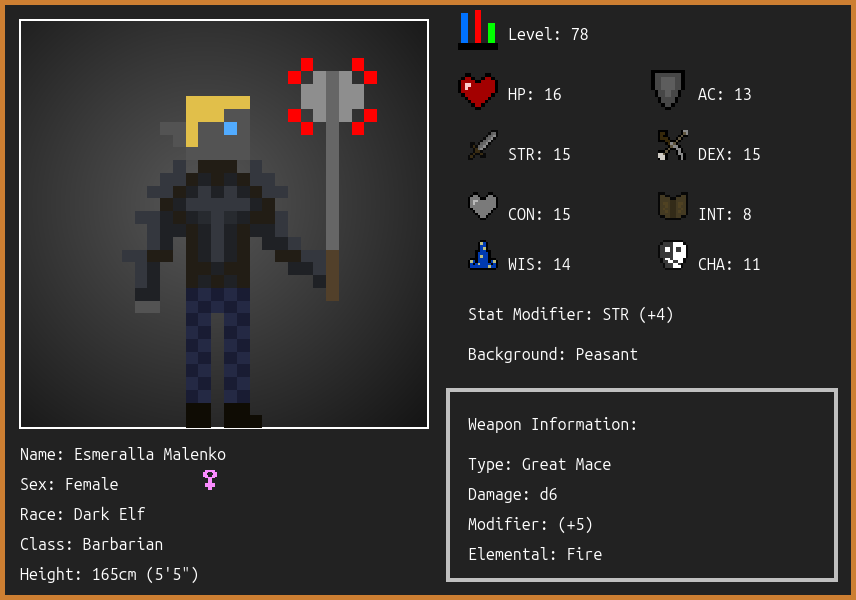 Level: 78
HP: 16
AC: 13
STR: 15
DEX: 15
CON: 15
INT: 8
WIS: 14
CHA: 11
Stat Modifier: STR (+4)
Background: Peasant
Weapon Information:
Type: Great Mace
Damage: d6
Modifier: (+5)
Elemental: Fire
Name: Esmeralla Malenko
Sex: Female
Race: Dark Elf
Class: Barbarian
Height: 165cm (5'5")